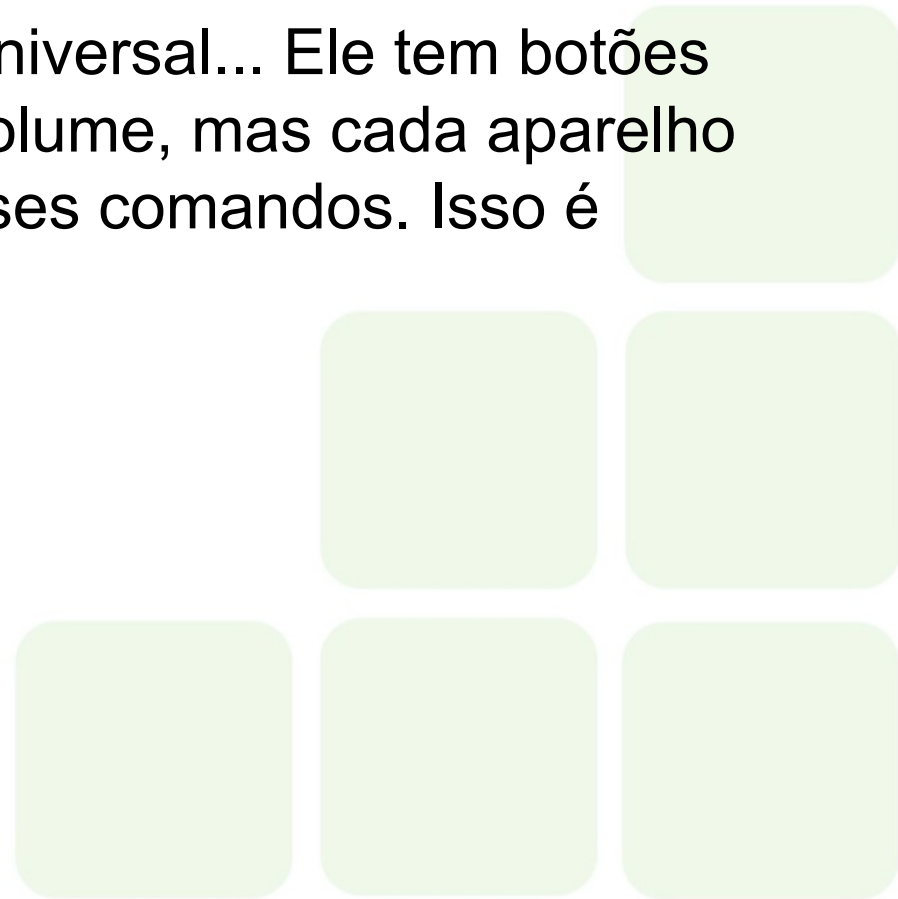 niversal... Ele tem botões
olume, mas cada aparelho
ses comandos. Isso é